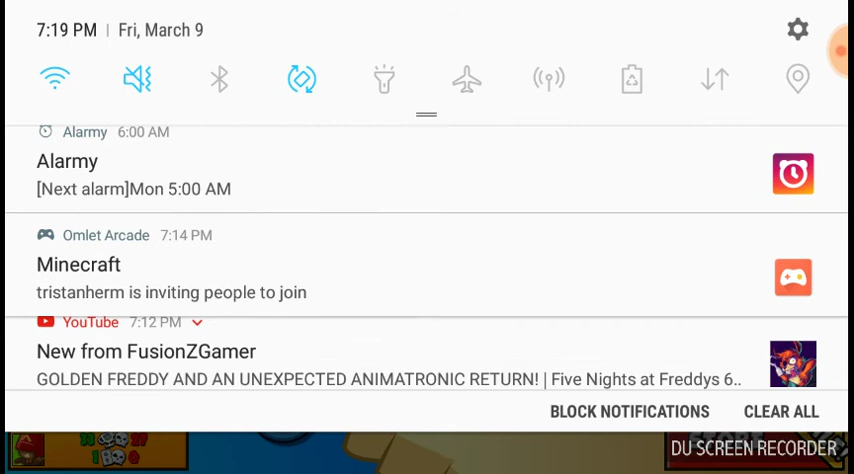 7:19 PM | Fri, March 9
Alarmy 6:00 AM
Alarmy
[Next alarm]Mon 5:00 AM
Omlet Arcade 7:14 PM
Minecraft
tristanherm is inviting people to join
YouTube 7:12 PM
New from FusionZGamer
GOLDEN FREDDY AND AN UNEXPECTED ANIMATRONIC RETURN! | Five Nights at Freddys 6..
BLOCK NOTIFICATIONS CLEAR ALL
DU SCREEN RECORDER